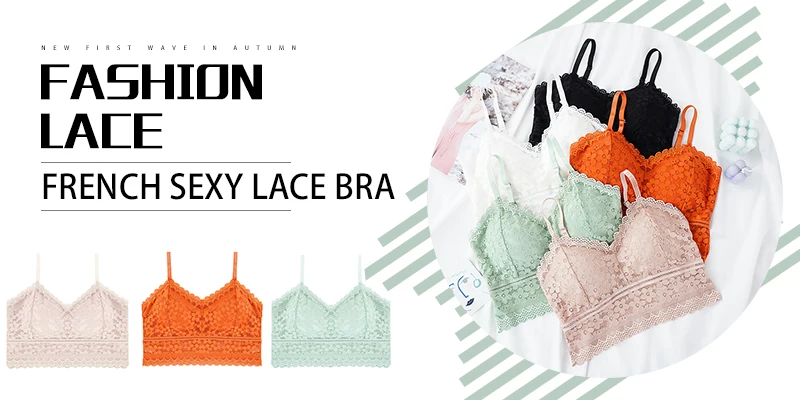 NEW FIRST WAVE IN AUTUMN
FASHION
LACE
FRENCH SEXY LACE BRA